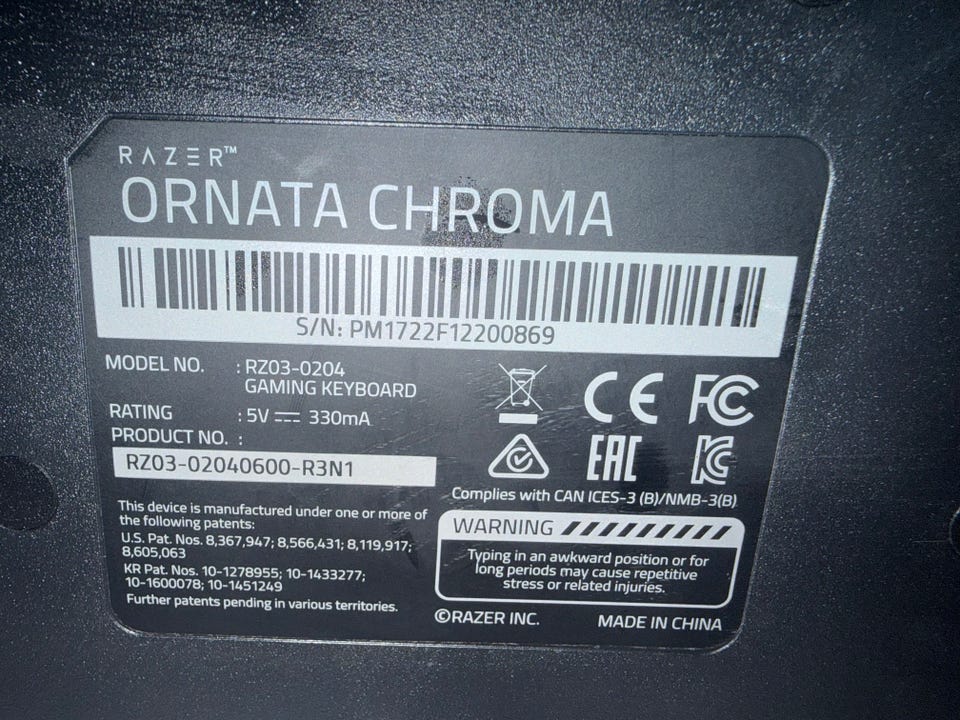 RAZER™
ORNATA CHROMA
S/N: PM1722F12200869
MODEL NO. : RZ03-0204
GAMING KEYBOARD
RATING : 5V ⎓ 330mA
PRODUCT NO. :
RZ03-02040600-R3N1
This device is manufactured under one or more of
the following patents:
U.S. Pat. Nos. 8,367,947; 8,566,431; 8,119,917;
8,605,063
KR Pat. Nos. 10-1278955; 10-1433277;
10-1600078; 10-1451249
Further patents pending in various territories.
CE FC
EAC KC
Complies with CAN ICES-3 (B)/NMB-3(B)
WARNING
Typing in an awkward position or for
long periods may cause repetitive
stress or related injuries.
©RAZER INC. MADE IN CHINA